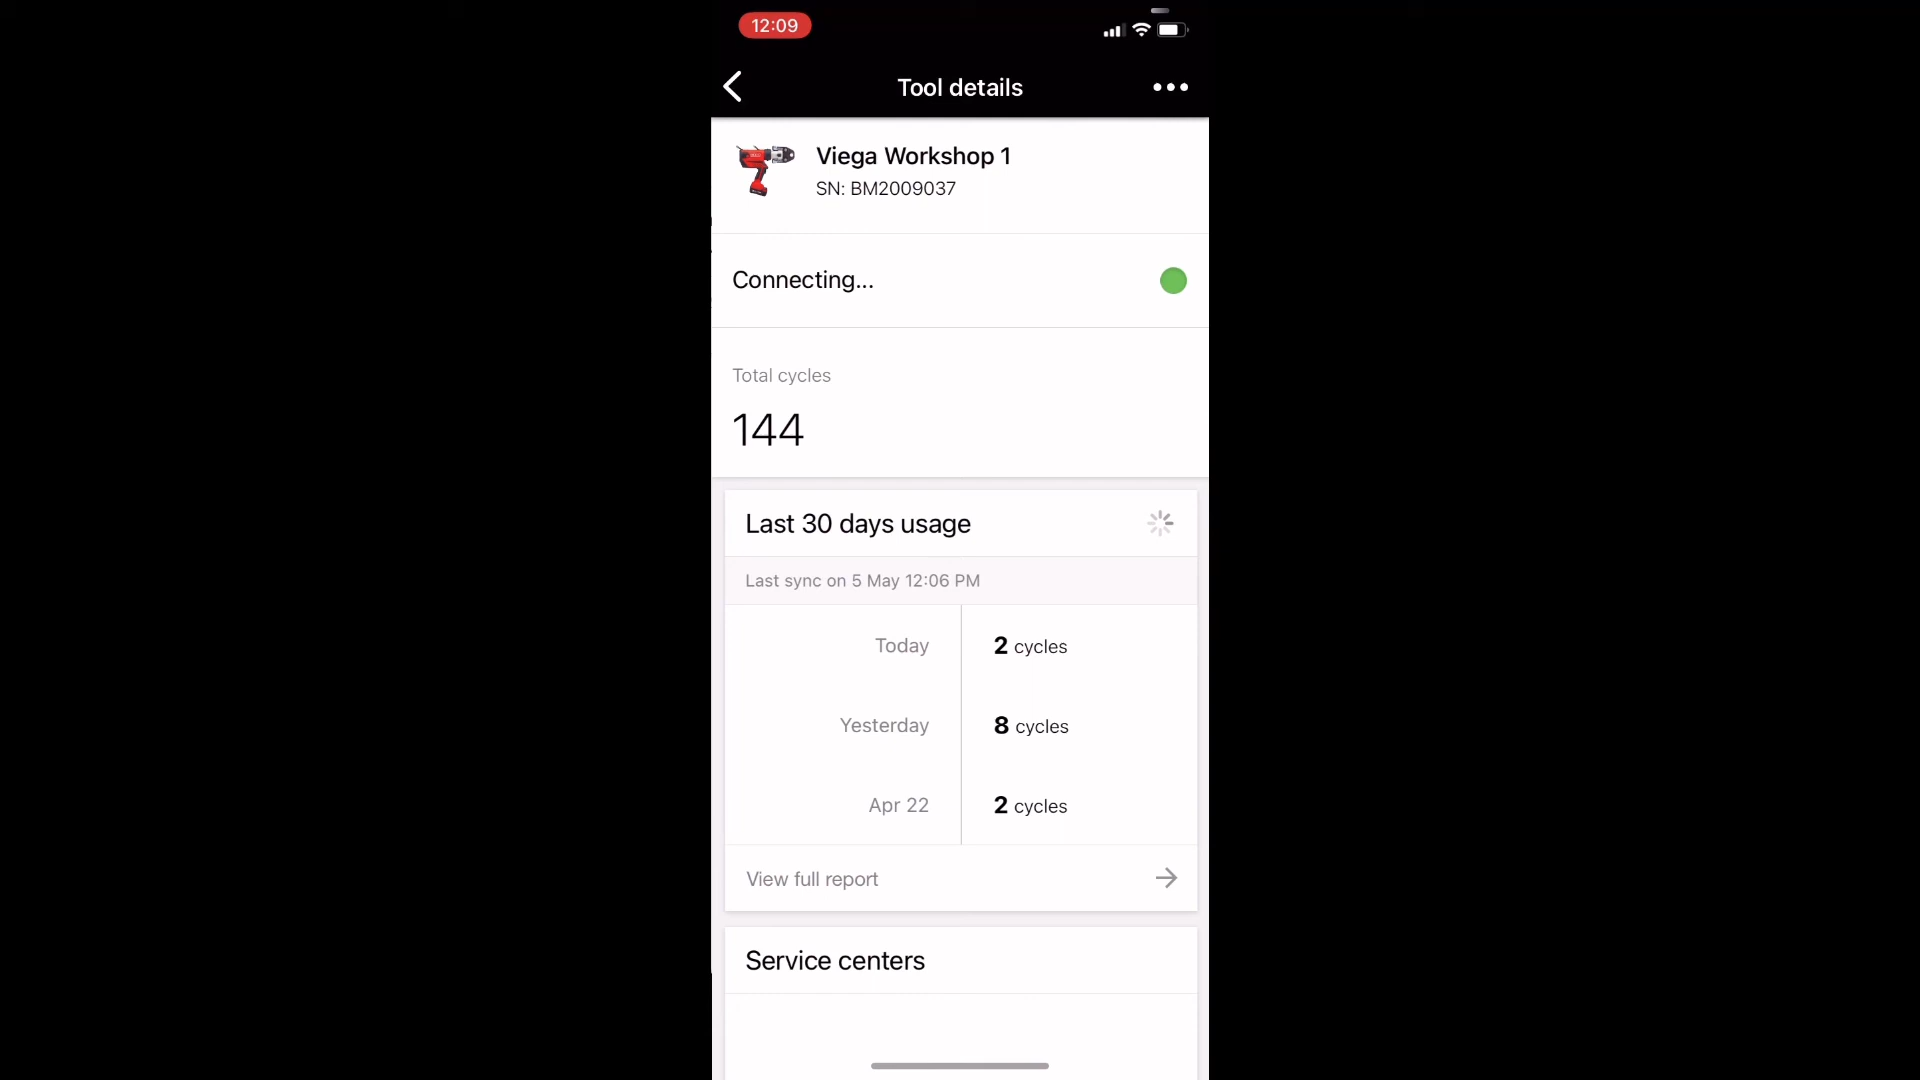 12:09
Tool details
Viega Workshop 1
SN: BM2009037
Connecting...
Total cycles
144
Last 30 days usage
Last sync on 5 May 12:06 PM
Today 2 cycles
Yesterday 8 cycles
Apr 22 2 cycles
View full report
Service centers